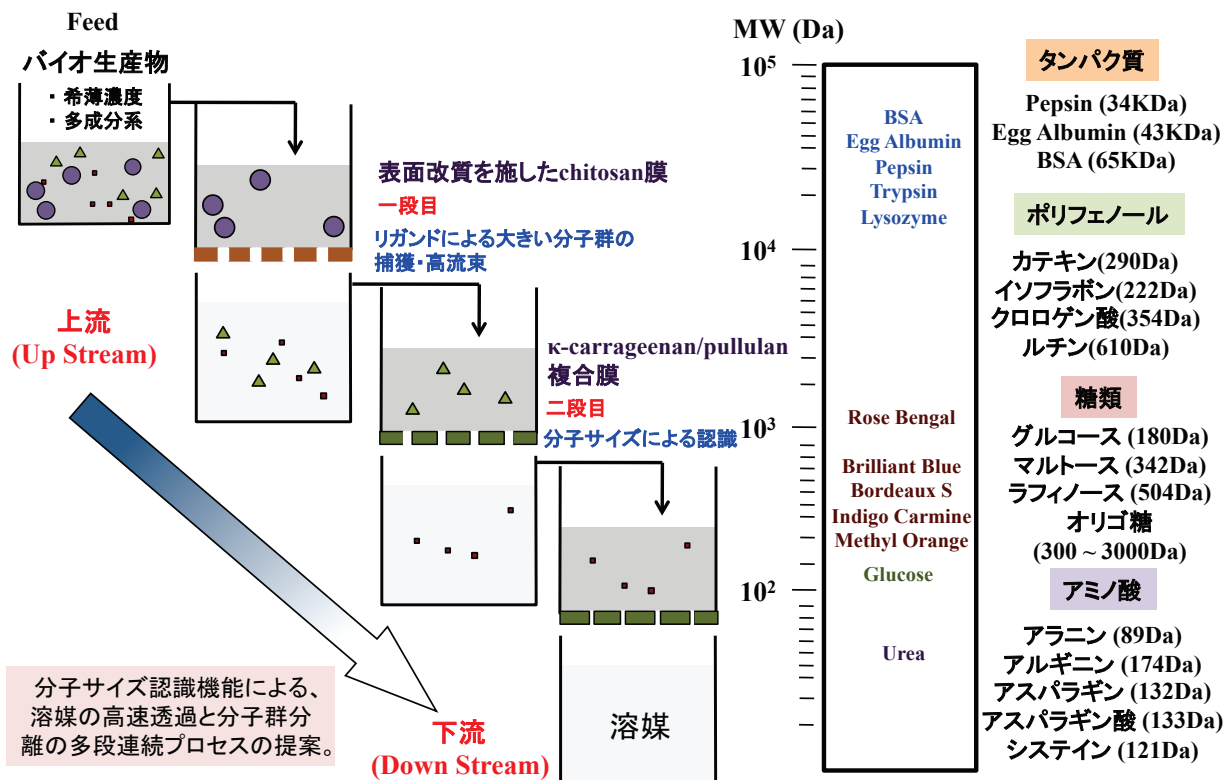 Feed
バイオ生産物
・ 希薄濃度
・ 多成分系
表面改質を施したchitosan膜
一段目
リガンドによる大きい分子群の
捕獲・高流束
上流
(Up Stream)
κ-carrageenan/pullulan
複合膜
二段目
分子サイズによる認識
分子サイズ認識機能による、
溶媒の高速透過と分子群分
離の多段連続プロセスの提案。
下流
(Down Stream)
溶媒
MW (Da)
10⁵
10⁴
10³
10²
BSA
Egg Albumin
Pepsin
Trypsin
Lysozyme
Rose Bengal
Brilliant Blue
Bordeaux S
Indigo Carmine
Methyl Orange
Glucose
Urea
タンパク質
Pepsin (34KDa)
Egg Albumin (43KDa)
BSA (65KDa)
ポリフェノール
カテキン(290Da)
イソフラボン(222Da)
クロロゲン酸(354Da)
ルチン(610Da)
糖類
グルコース (180Da)
マルトース (342Da)
ラフィノース (504Da)
オリゴ糖
(300 ~ 3000Da)
アミノ酸
アラニン (89Da)
アルギニン (174Da)
アスパラギン (132Da)
アスパラギン酸 (133Da)
システイン (121Da)